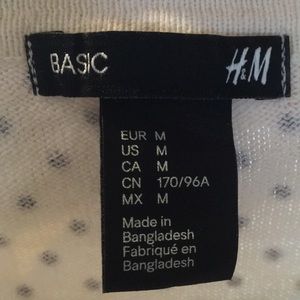 BASIC H&M
EUR M
US M
CA M
CN 170/96A
MX M
Made in
Bangladesh
Fabriqué en
Bangladesh